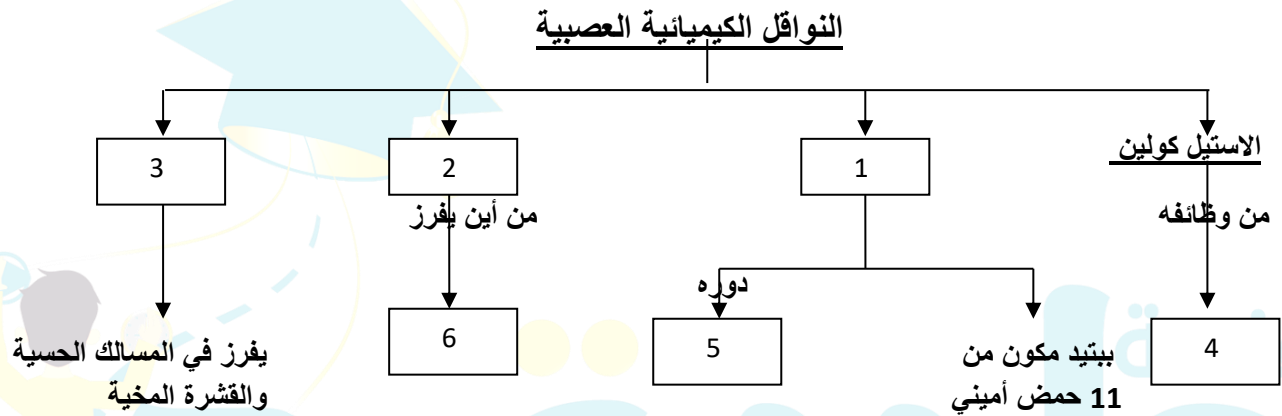 النواقل الكيميائية العصبية
الاستيل كولين
1
2
3
من وظائفه
من أين يفرز
دوره
4
ببتيد مكون من
11 حمض أميني
5
6
يفرز في المسالك الحسية
والقشرة المخية